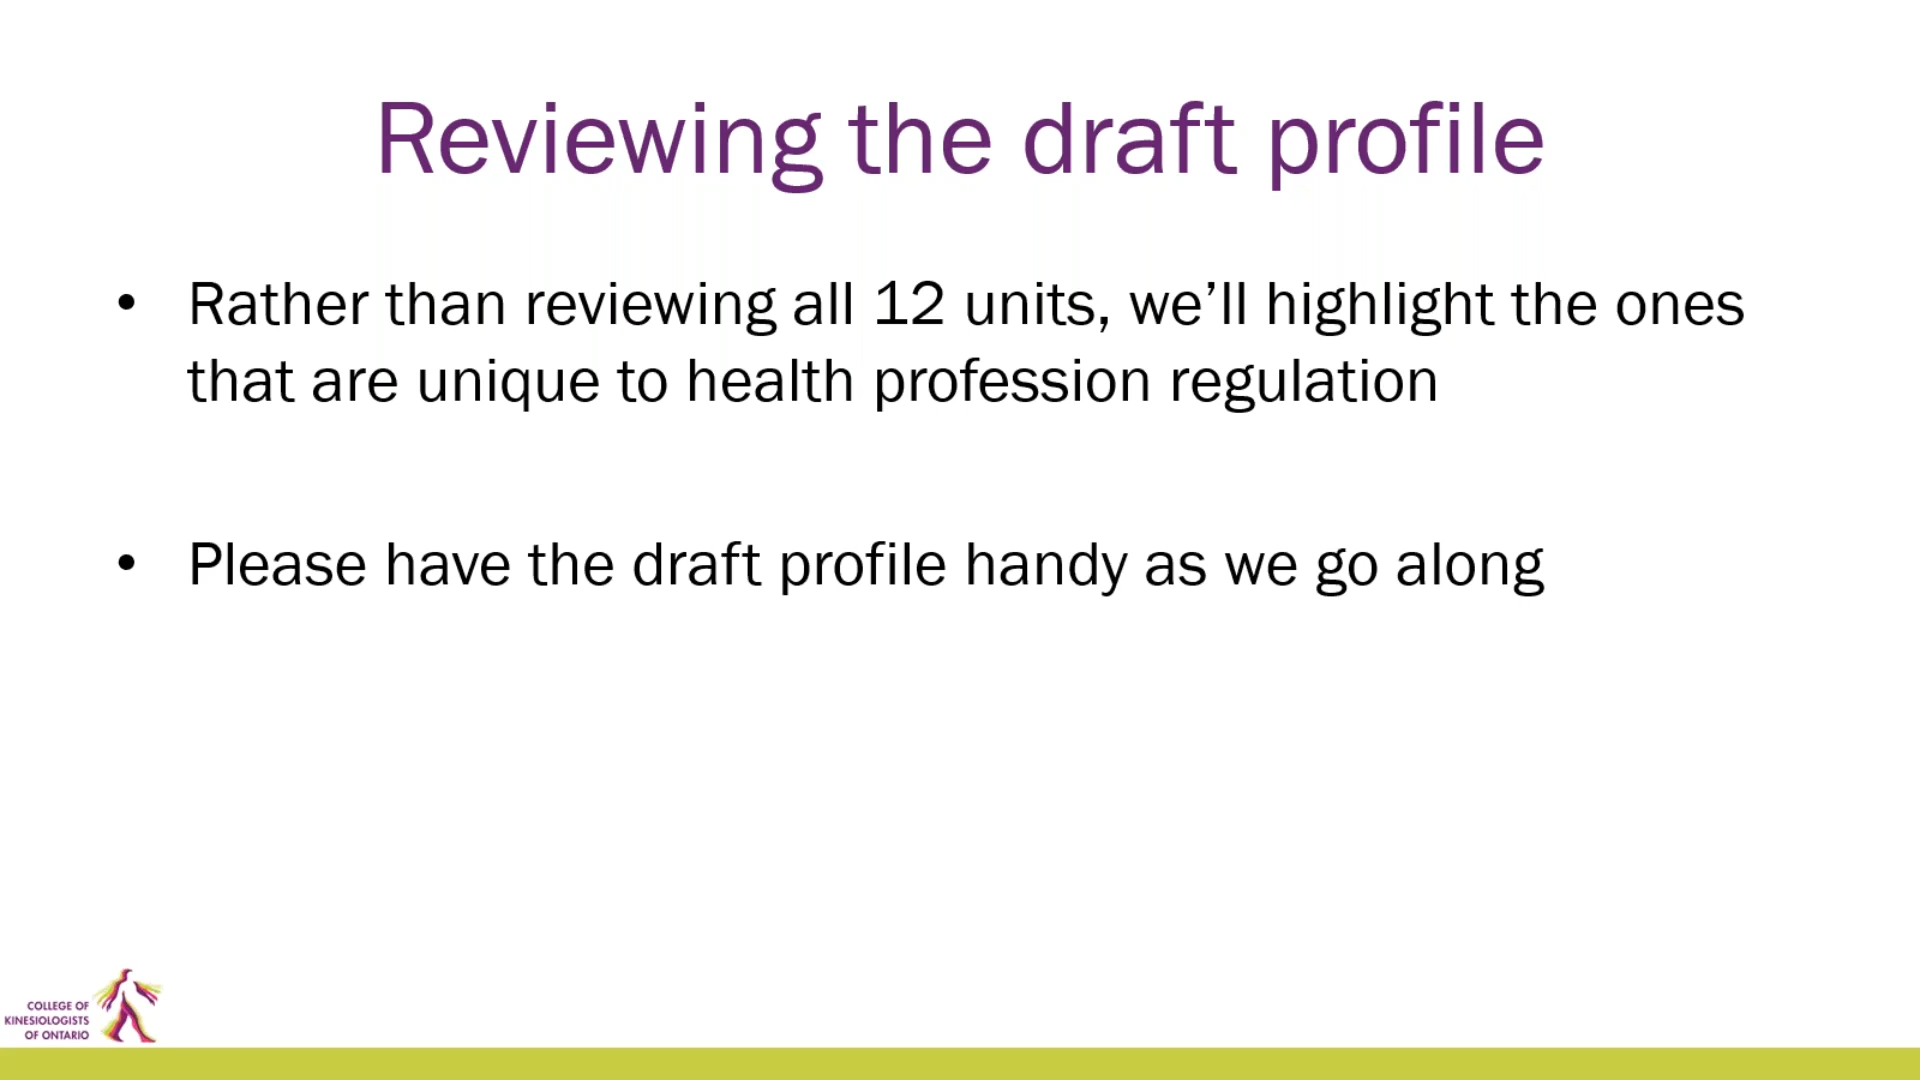 Reviewing the draft profile
• Rather than reviewing all 12 units, we’ll highlight the ones
that are unique to health profession regulation
• Please have the draft profile handy as we go along
COLLEGE OF
KINESIOLOGISTS
OF ONTARIO